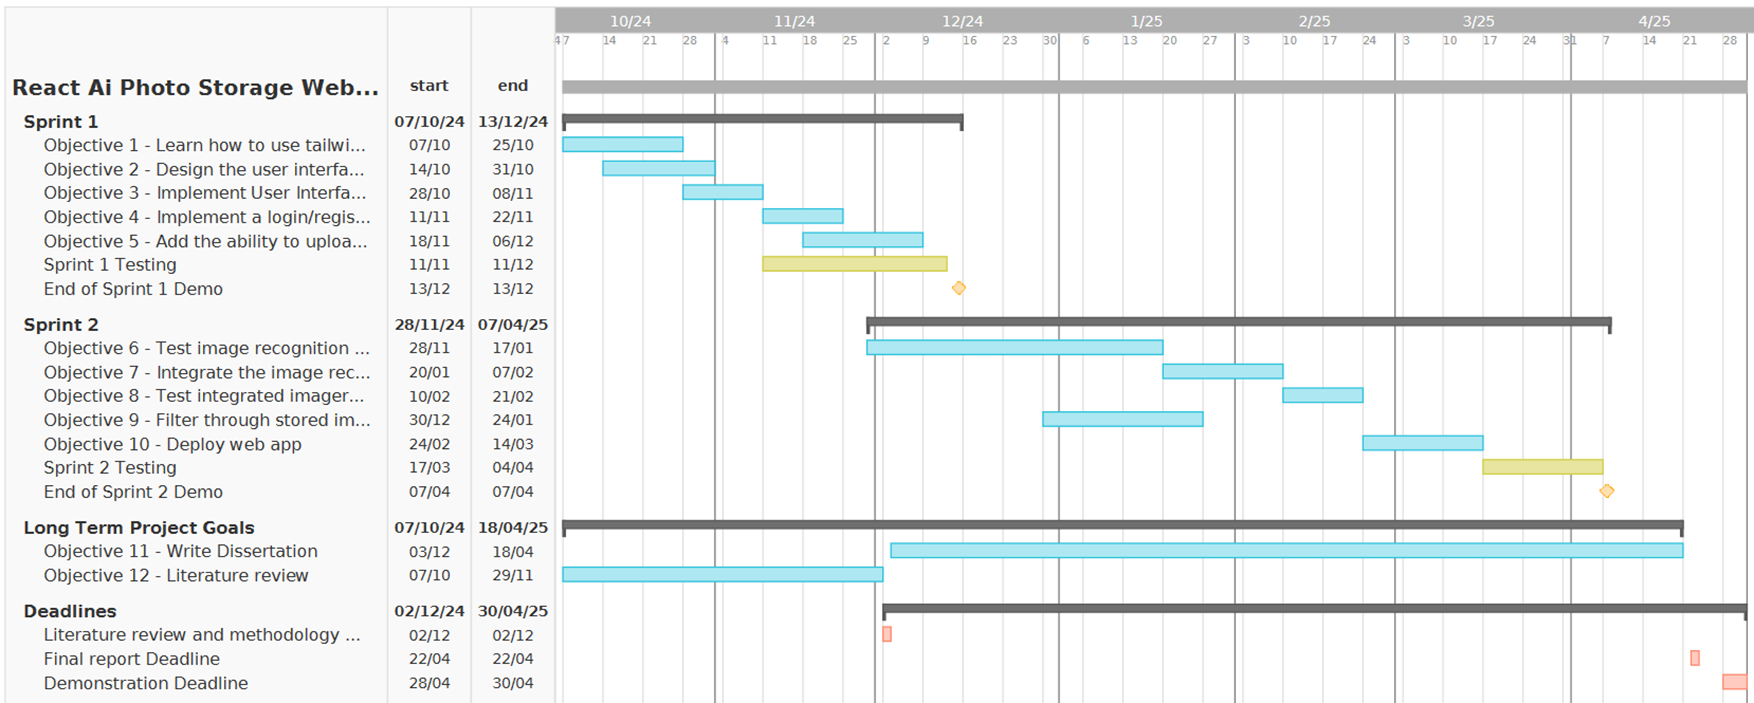 10/24 11/24 12/24 1/25 2/25 3/25 4/25
7 14 21 28 4 11 18 25 2 9 16 23 30 6 13 20 27 3 10 17 24 3 10 17 24 31 7 14 21 28
React Ai Photo Storage Web... start end
Sprint 1 07/10/24 13/12/24
Objective 1 - Learn how to use tailwi... 07/10 25/10
Objective 2 - Design the user interfa... 14/10 31/10
Objective 3 - Implement User Interfa... 28/10 08/11
Objective 4 - Implement a login/regis... 11/11 22/11
Objective 5 - Add the ability to uploa... 18/11 06/12
Sprint 1 Testing 11/11 11/12
End of Sprint 1 Demo 13/12 13/12
Sprint 2 28/11/24 07/04/25
Objective 6 - Test image recognition ... 28/11 17/01
Objective 7 - Integrate the image rec... 20/01 07/02
Objective 8 - Test integrated imager... 10/02 21/02
Objective 9 - Filter through stored im... 30/12 24/01
Objective 10 - Deploy web app 24/02 14/03
Sprint 2 Testing 17/03 04/04
End of Sprint 2 Demo 07/04 07/04
Long Term Project Goals 07/10/24 18/04/25
Objective 11 - Write Dissertation 03/12 18/04
Objective 12 - Literature review 07/10 29/11
Deadlines 02/12/24 30/04/25
Literature review and methodology ... 02/12 02/12
Final report Deadline 22/04 22/04
Demonstration Deadline 28/04 30/04